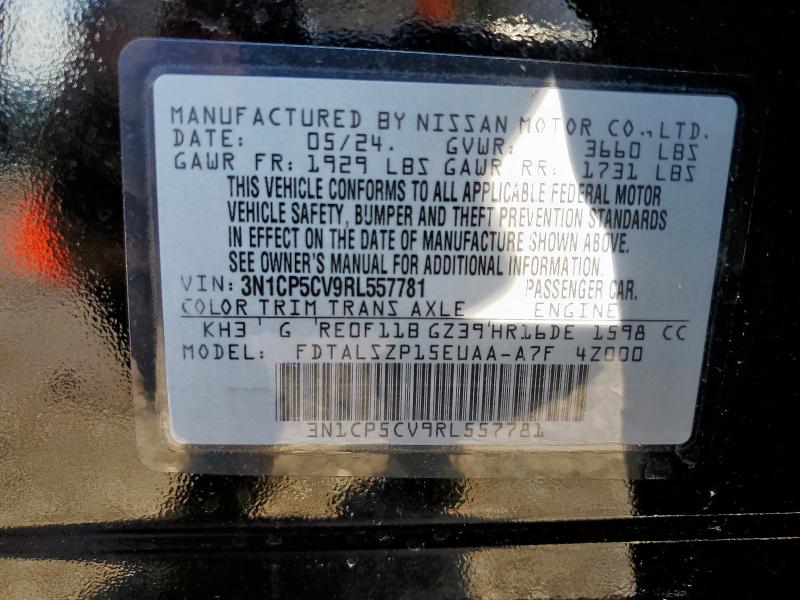 MANUFACTURED BY NISSAN MOTOR CO.,LTD.
DATE: 05/24. GVWR: 3660 LBS
GAWR FR: 1929 LBS GAWR RR: 1731 LBS
THIS VEHICLE CONFORMS TO ALL APPLICABLE FEDERAL MOTOR
VEHICLE SAFETY, BUMPER AND THEFT PREVENTION STANDARDS
IN EFFECT ON THE DATE OF MANUFACTURE SHOWN ABOVE.
SEE OWNER'S MANUAL FOR ADDITIONAL INFORMATION.
VIN: 3N1CP5CV9RL557781 PASSENGER CAR.
COLOR TRIM TRANS AXLE ENGINE
KH3 G RE0F11B GZ39 HR16DE 1598 CC
MODEL: FDTALSZP15EUAA-A7F 4Z000
3N1CP5CV9RL557781